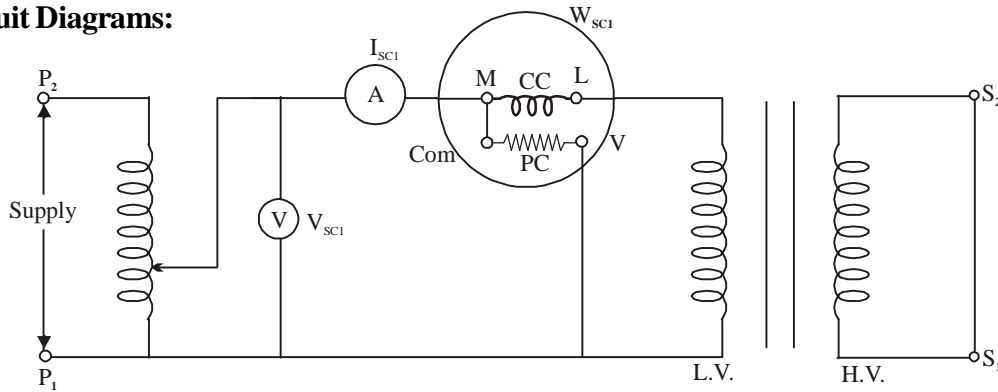 uit Diagrams:
W_SC1
I_SC1
P_2
M
CC
L
A
S_2
Com
PC
V
Supply
V
V_SC1
P_1
L.V.
H.V.
S_1